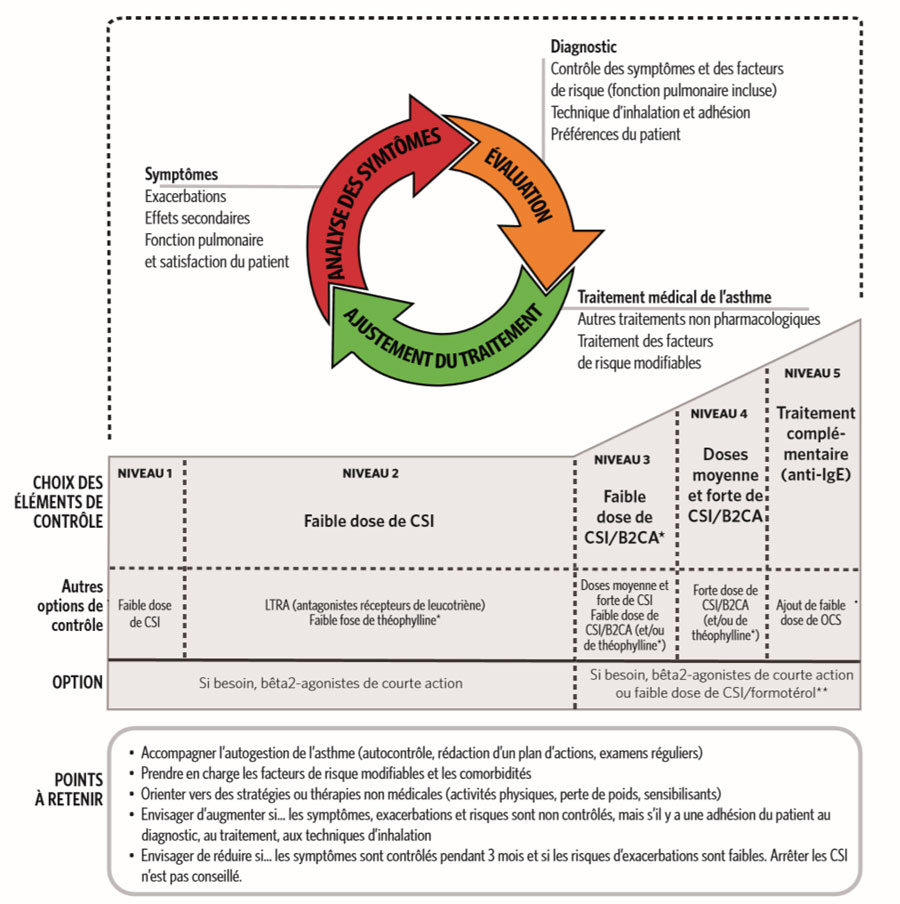 Diagnostic
Contrôle des symptômes et des facteurs
de risque (fonction pulmonaire incluse)
Technique d'inhalation et adhésion
Préférences du patient
Symptômes
Exacerbations
Effets secondaires
Fonction pulmonaire
et satisfaction du patient
ANALYSE DES SYMTÔMES
ÉVALUATION
AJUSTEMENT DU TRAITEMENT
Traitement médical de l'asthme
Autres traitements non pharmacologiques
Traitement des facteurs
de risque modifiables
CHOIX DES
ÉLÉMENTS DE
CONTRÔLE
NIVEAU 1
NIVEAU 2
Faible dose de CSI
NIVEAU 3
Faible
dose de
CSI/B2CA*
NIVEAU 4
Doses
moyenne
et forte de
CSI/B2CA
NIVEAU 5
Traitement
complé-
mentaire
(anti-IgE)
Autres
options de
contrôle
Faible dose
de CSI
LTRA (antagonistes récepteurs de leucotriène)
Faible fose de théophylline*
Doses moyenne et
forte de CSI
Faible dose de
CSI/B2CA (et/ou
de théophylline*)
Forte dose de
CSI/B2CA
(et/ou de
théophylline*)
Ajout de faible *
dose de OCS
OPTION
Si besoin, bêta2-agonistes de courte action
Si besoin, bêta2-agonistes de courte action
ou faible dose de CSI/formotérol**
POINTS
À RETENIR
• Accompagner l'autogestion de l'asthme (autocontrôle, rédaction d'un plan d'actions, examens réguliers)
• Prendre en charge les facteurs de risque modifiables et les comorbidités
• Orienter vers des stratégies ou thérapies non médicales (activités physiques, perte de poids, sensibilisants)
• Envisager d'augmenter si... les symptômes, exacerbations et risques sont non contrôlés, mais s'il y a une adhésion du patient au
diagnostic, au traitement, aux techniques d'inhalation
• Envisager de réduire si... les symptômes sont contrôlés pendant 3 mois et si les risques d'exacerbations sont faibles. Arrêter les CSI
n'est pas conseillé.